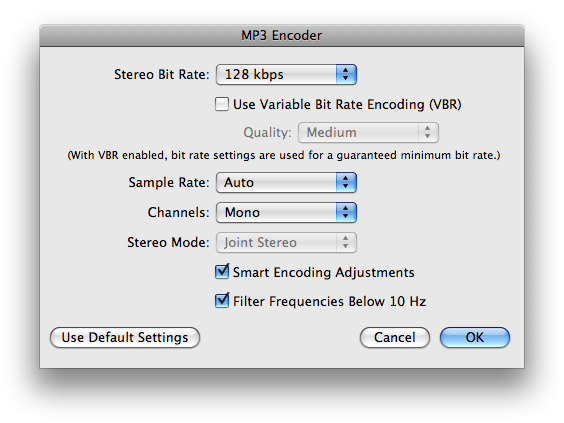 MP3 Encoder
Stereo Bit Rate: 128 kbps
Use Variable Bit Rate Encoding (VBR)
Quality: Medium
(With VBR enabled, bit rate settings are used for a guaranteed minimum bit rate.)
Sample Rate: Auto
Channels: Mono
Stereo Mode: Joint Stereo
Smart Encoding Adjustments
Filter Frequencies Below 10 Hz
Use Default Settings Cancel OK